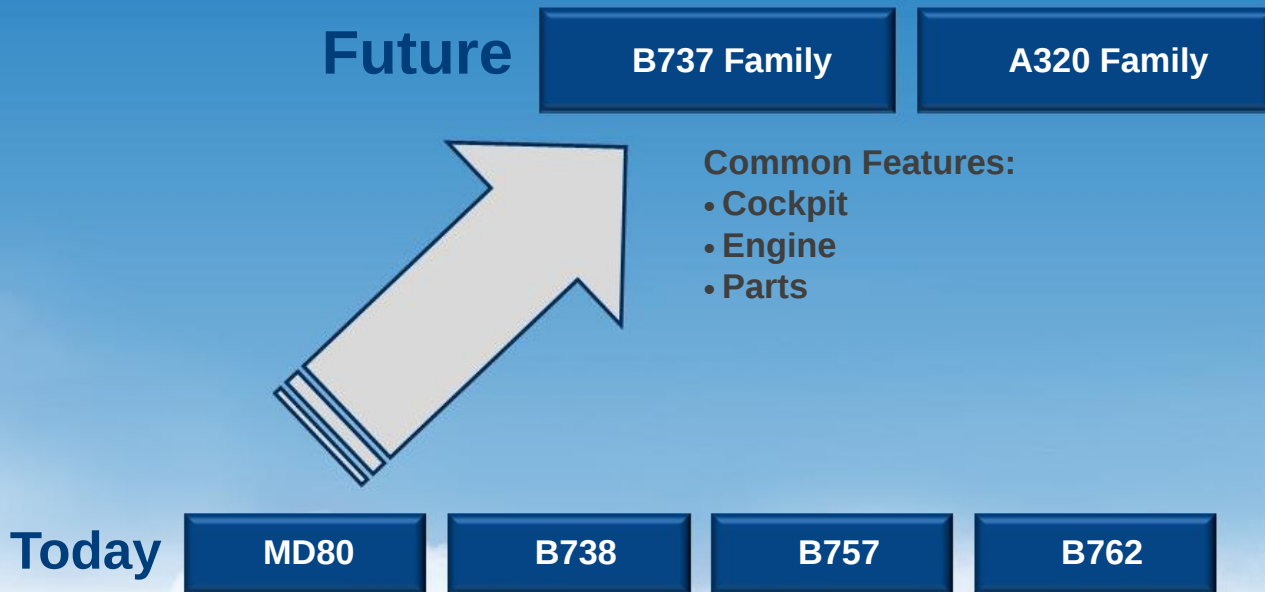 Future
B737 Family
A320 Family
Common Features:
• Cockpit
• Engine
• Parts
Today
MD80
B738
B757
B762